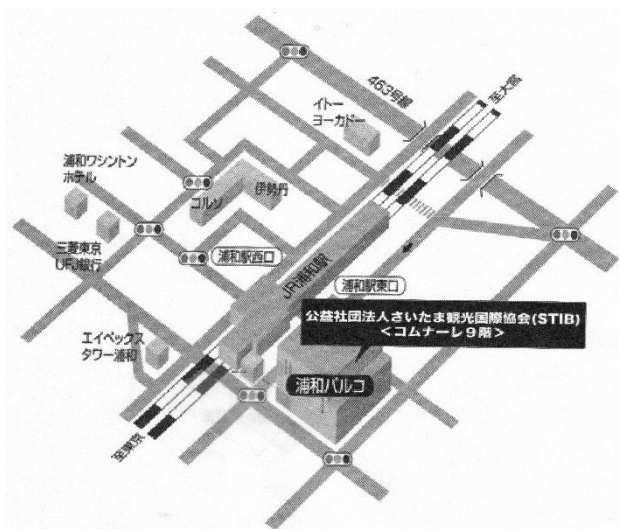 463号線
至大宮
イトー
ヨーカドー
浦和ワシントン
ホテル
伊勢丹
コルソ
三菱東京
UFJ銀行
浦和駅西口
JR浦和駅
浦和駅東口
公益社団法人さいたま観光国際協会(STIB)
<コムナーレ9階>
エイペックス
タワー浦和
浦和パルコ
至東京